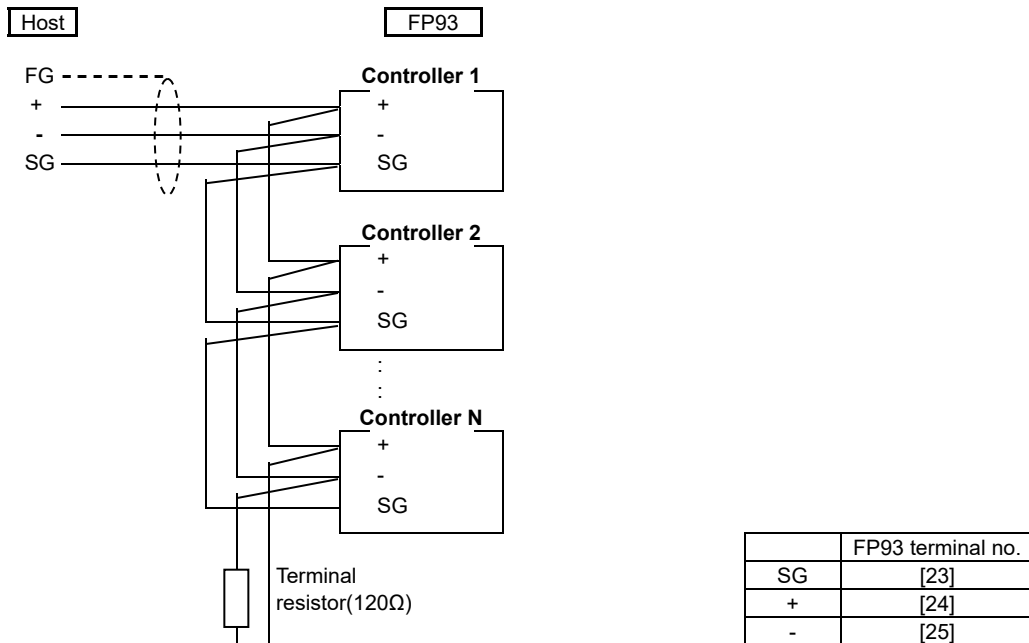 Host
FP93
FG
+
-
SG
Controller 1
+
-
SG
Controller 2
+
-
SG
:
:
Controller N
+
-
SG
Terminal
resistor(120Ω)
FP93 terminal no.
SG [23]
+ [24]
- [25]